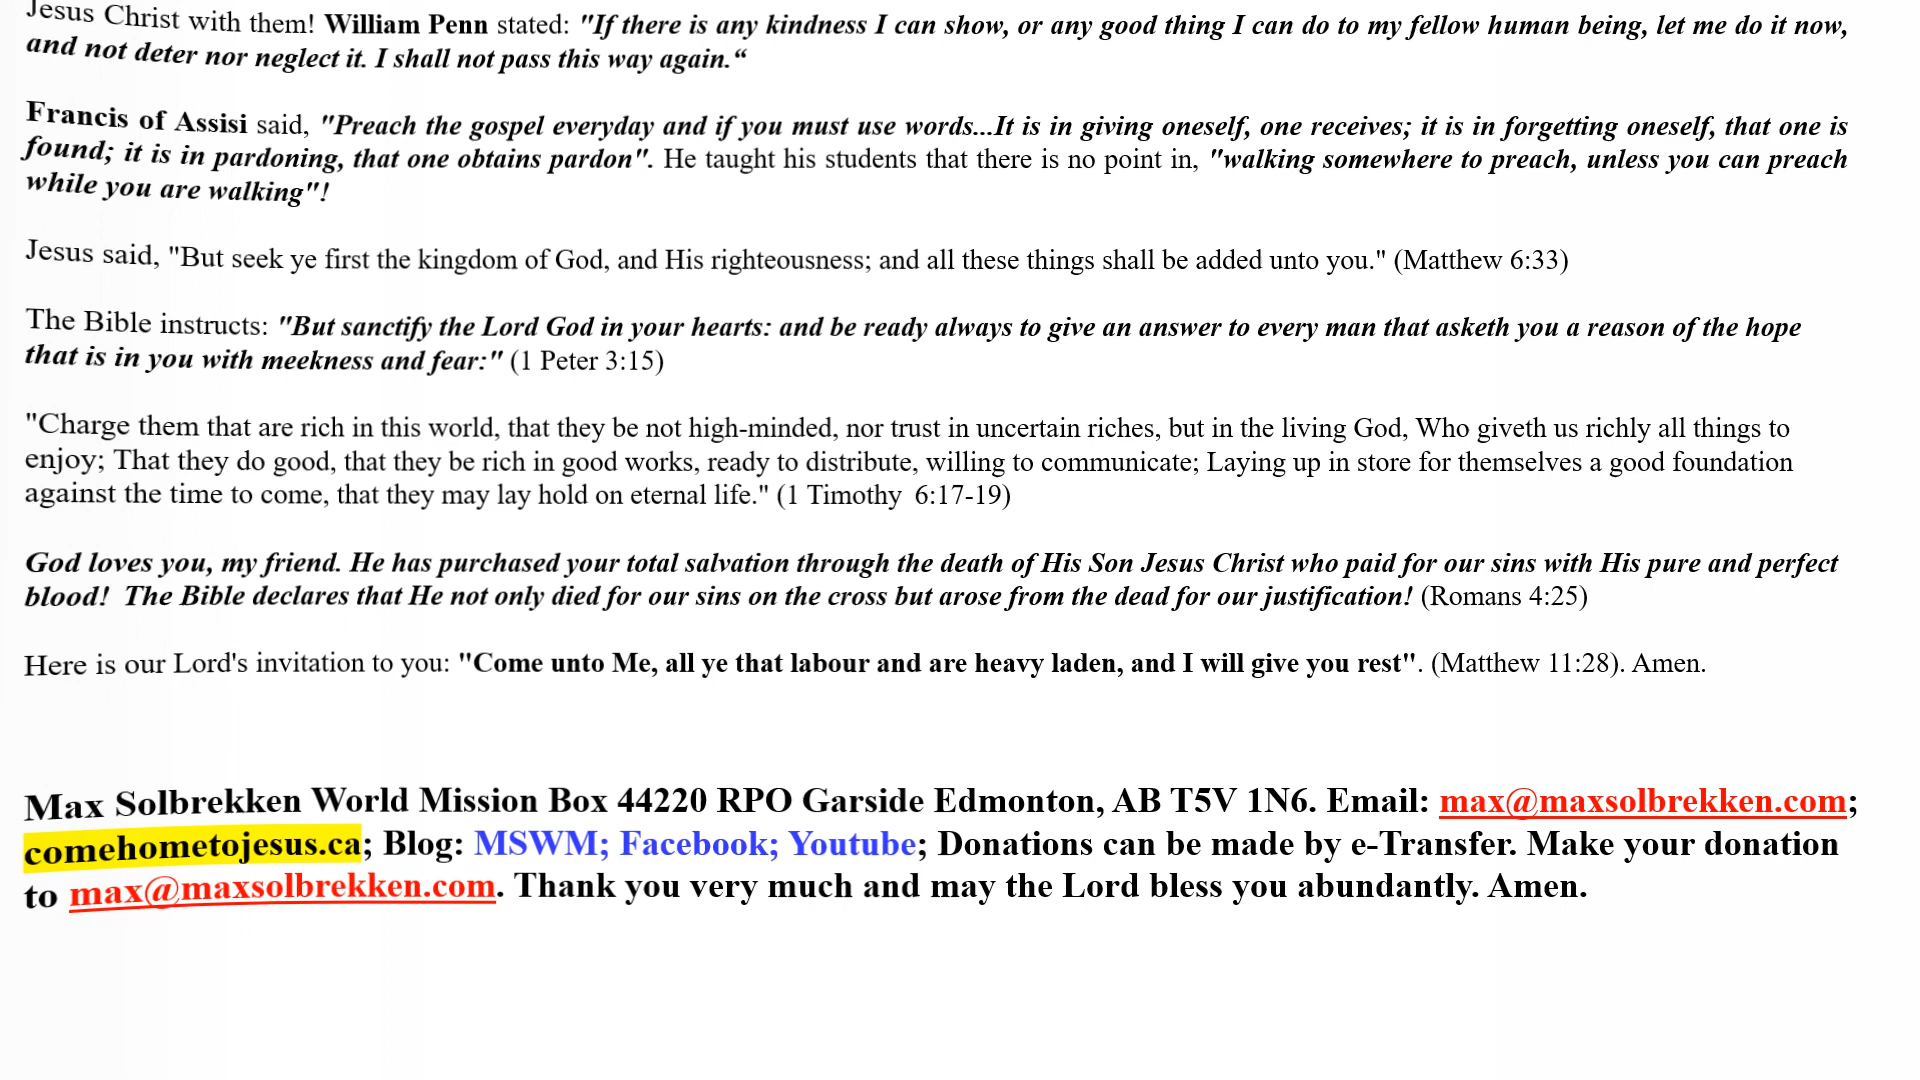 Jesus Christ with them! William Penn stated: "If there is any kindness I can show, or any good thing I can do to my fellow human being, let me do it now,
and not deter nor neglect it. I shall not pass this way again.“
Francis of Assisi said, "Preach the gospel everyday and if you must use words...It is in giving oneself, one receives; it is in forgetting oneself, that one is
found; it is in pardoning, that one obtains pardon". He taught his students that there is no point in, "walking somewhere to preach, unless you can preach
while you are walking"!
Jesus said, "But seek ye first the kingdom of God, and His righteousness; and all these things shall be added unto you." (Matthew 6:33)
The Bible instructs: "But sanctify the Lord God in your hearts: and be ready always to give an answer to every man that asketh you a reason of the hope
that is in you with meekness and fear:" (1 Peter 3:15)
"Charge them that are rich in this world, that they be not high-minded, nor trust in uncertain riches, but in the living God, Who giveth us richly all things to
enjoy; That they do good, that they be rich in good works, ready to distribute, willing to communicate; Laying up in store for themselves a good foundation
against the time to come, that they may lay hold on eternal life." (1 Timothy  6:17-19)
God loves you, my friend. He has purchased your total salvation through the death of His Son Jesus Christ who paid for our sins with His pure and perfect
blood!  The Bible declares that He not only died for our sins on the cross but arose from the dead for our justification! (Romans 4:25)
Here is our Lord's invitation to you: "Come unto Me, all ye that labour and are heavy laden, and I will give you rest". (Matthew 11:28). Amen.
Max Solbrekken World Mission Box 44220 RPO Garside Edmonton, AB T5V 1N6. Email: max@maxsolbrekken.com;
comehometojesus.ca; Blog: MSWM; Facebook; Youtube; Donations can be made by e-Transfer. Make your donation
to max@maxsolbrekken.com. Thank you very much and may the Lord bless you abundantly. Amen.